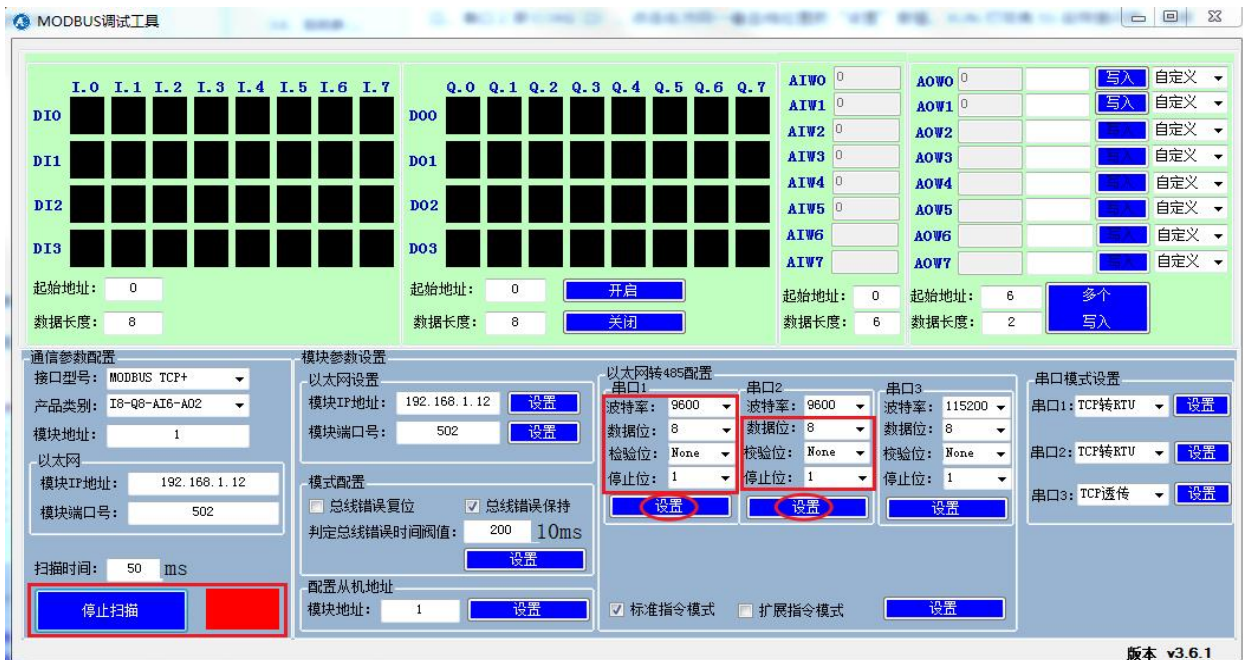 MODBUS调试工具
I.0 I.1 I.2 I.3 I.4 I.5 I.6 I.7
DI0
DI1
DI2
DI3
起始地址: 0
数据长度: 8
Q.0 Q.1 Q.2 Q.3 Q.4 Q.5 Q.6 Q.7
DO0
DO1
DO2
DO3
起始地址: 0 开启
数据长度: 8 关闭
AIW0 0
AIW1 0
AIW2 0
AIW3 0
AIW4 0
AIW5 0
AIW6
AIW7
起始地址: 0
数据长度: 6
AOW0 0 写入 自定义
AOW1 0 写入 自定义
AOW2 写入 自定义
AOW3 写入 自定义
AOW4 写入 自定义
AOW5 写入 自定义
AOW6 写入 自定义
AOW7 写入 自定义
起始地址: 6
数据长度: 2
多个
写入
通信参数配置
接口型号: MODBUS TCP+
产品类别: I8-Q8-AI6-AO2
模块地址: 1
以太网
模块IP地址: 192.168.1.12
模块端口号: 502
扫描时间: 50 ms
停止扫描
模块参数设置
以太网设置
模块IP地址: 192.168.1.12 设置
模块端口号: 502 设置
模式配置
总线错误复位 总线错误保持
判定总线错误时间阀值: 200 10ms
设置
配置从机地址
模块地址: 1 设置
以太网转485配置
串口1
波特率: 9600
数据位: 8
检验位: None
停止位: 1
设置
串口2
波特率: 9600
数据位: 8
校验位: None
停止位: 1
设置
串口3
波特率: 115200
数据位: 8
校验位: None
停止位: 1
设置
标准指令模式 扩展指令模式 设置
串口模式设置
串口1: TCP转RTU 设置
串口2: TCP转RTU 设置
串口3: TCP透传 设置
版本 v3.6.1